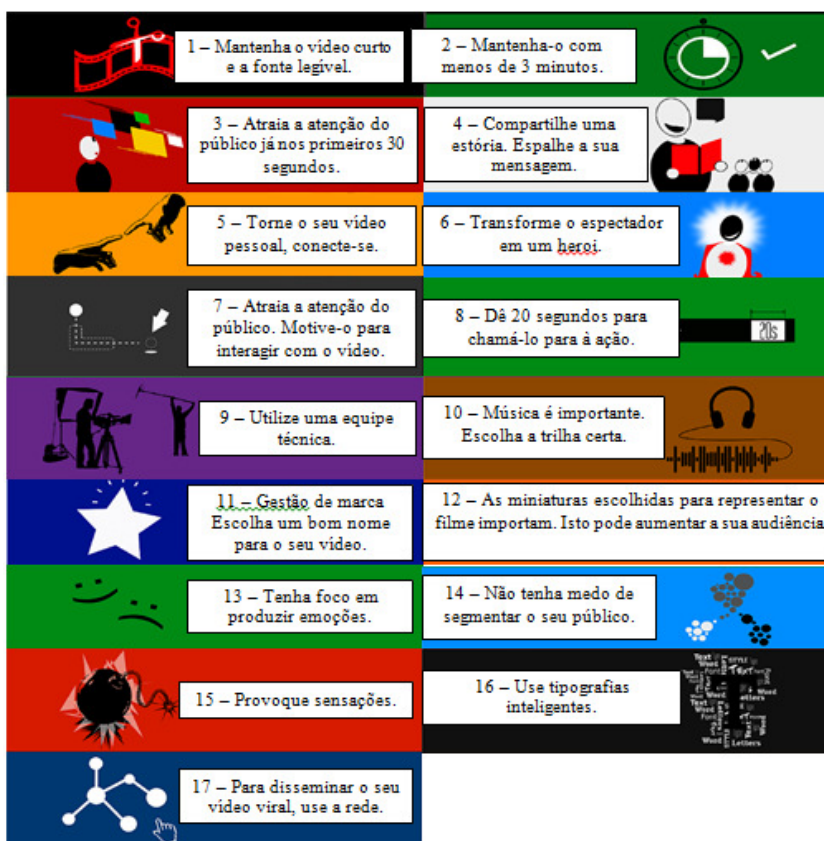 1 – Mantenha o vídeo curto
e a fonte legível.
2 – Mantenha-o com
menos de 3 minutos.
3 – Atraia a atenção do
público já nos primeiros 30
segundos.
4 – Compartilhe uma
estória. Espalhe a sua
mensagem.
5 – Torne o seu vídeo
pessoal, conecte-se.
6 – Transforme o espectador
em um heroi.
7 – Atraia a atenção do
público. Motive-o para
interagir com o vídeo.
8 – Dê 20 segundos para
chamá-lo para à ação.
20s
9 – Utilize uma equipe
técnica.
10 – Música é importante.
Escolha a trilha certa.
11 – Gestão de marca
Escolha um bom nome
para o seu vídeo.
12 – As miniaturas escolhidas para representar o
filme importam. Isto pode aumentar a sua audiência
13 – Tenha foco em
produzir emoções.
14 – Não tenha medo de
segmentar o seu público.
15 – Provoque sensações.
16 – Use tipografias
inteligentes.
17 – Para disseminar o seu
vídeo viral, use a rede.